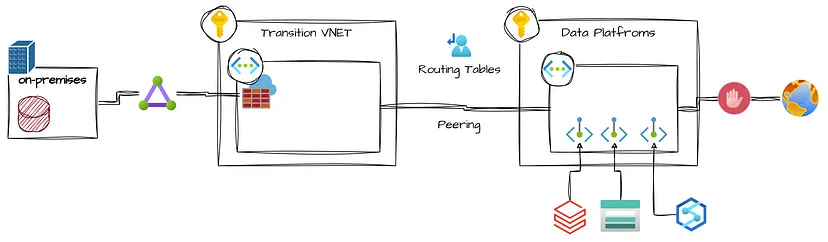 on-premises
Transition VNET
Routing Tables
Peering
Data Platfroms